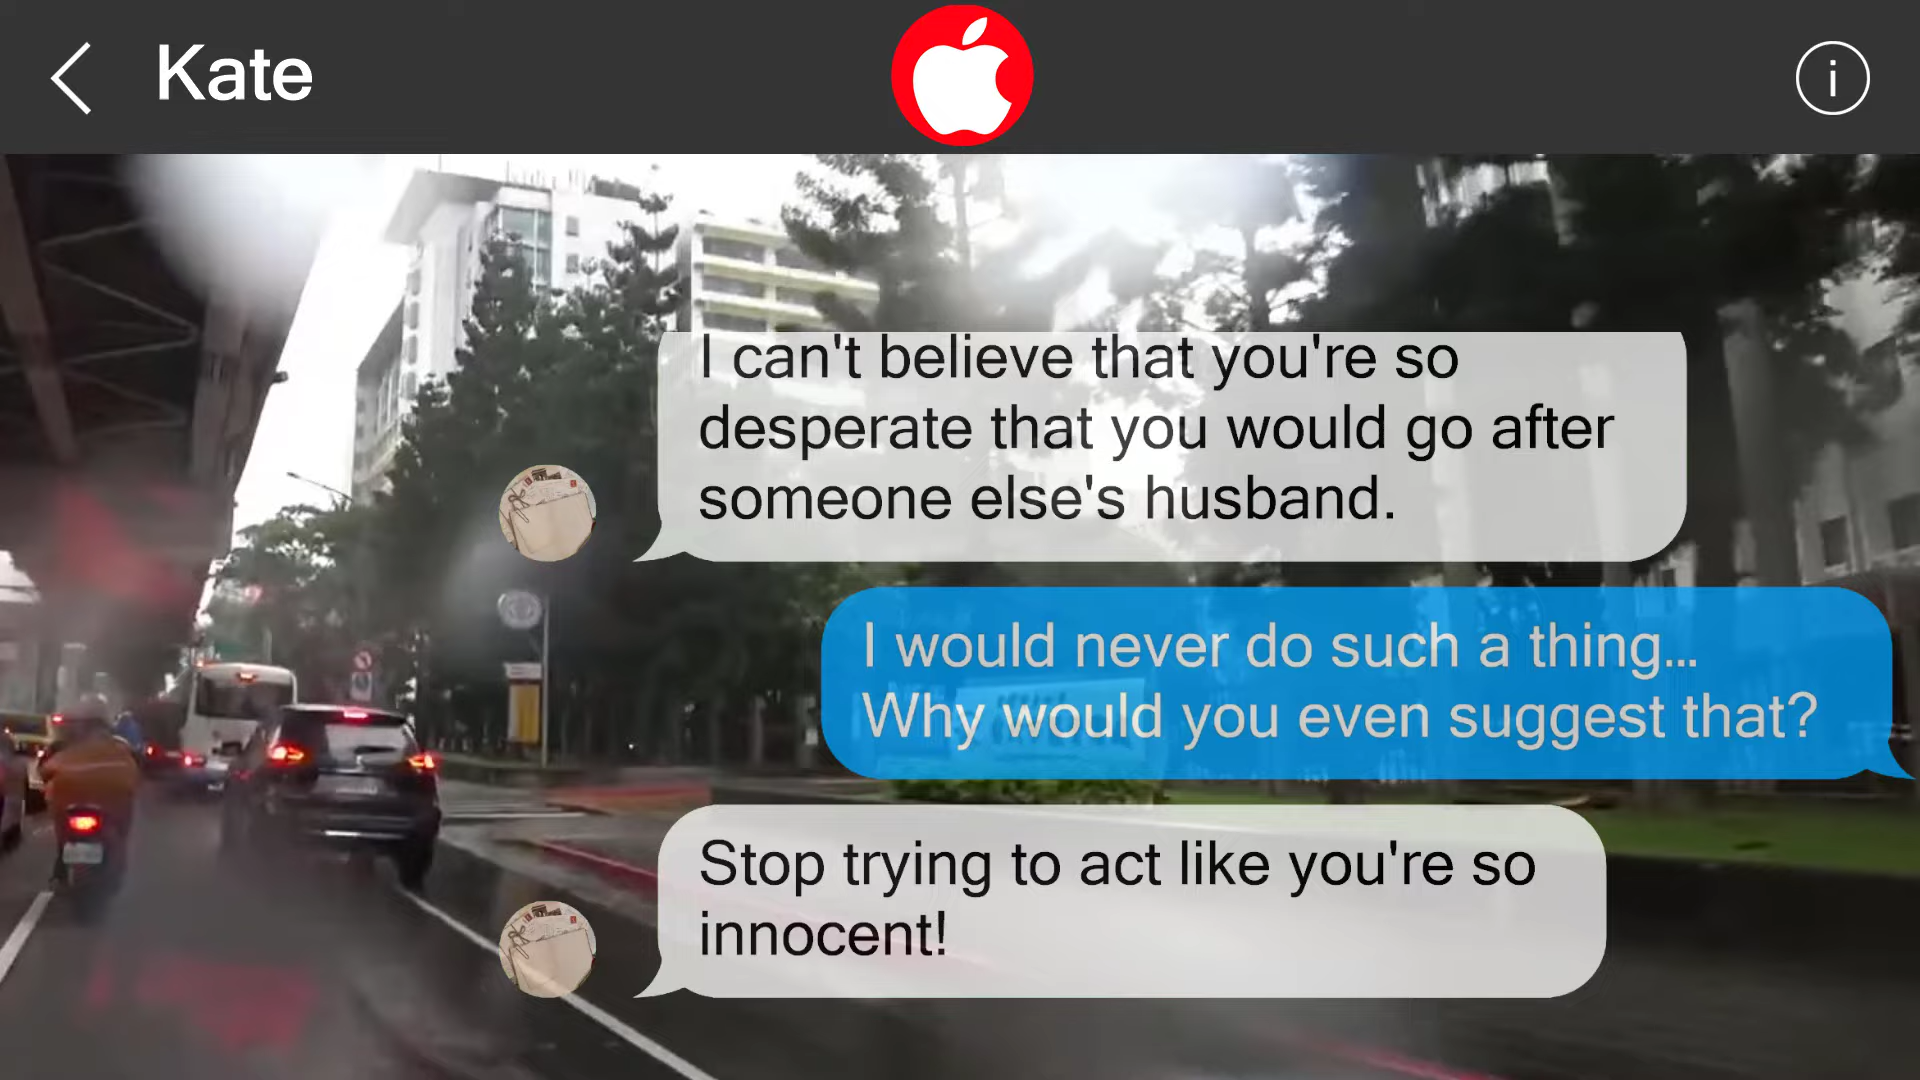 Kate
I can't believe that you're so
desperate that you would go after
someone else's husband.
I would never do such a thing...
Why would you even suggest that?
Stop trying to act like you're so
innocent!